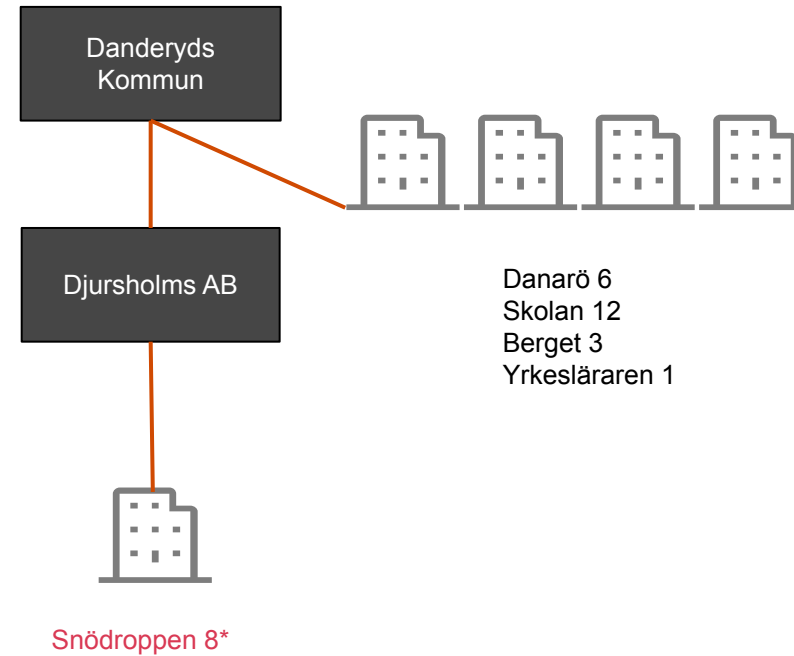 Danderyds
Kommun
Djursholms AB
Danarö 6
Skolan 12
Berget 3
Yrkesläraren 1
Snödroppen 8*